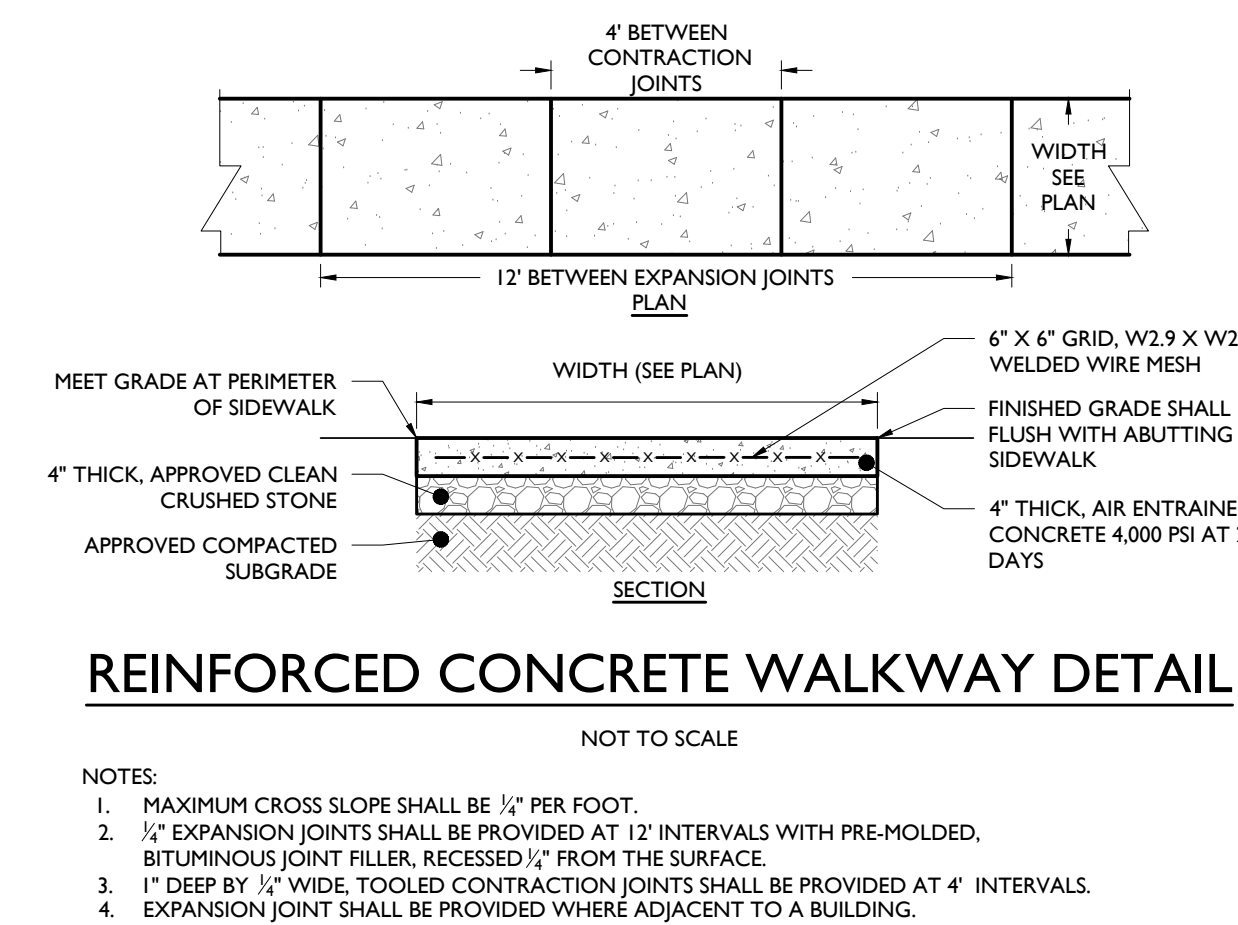 4' BETWEEN
CONTRACTION
JOINTS
WIDTH
SEE
PLAN
12' BETWEEN EXPANSION JOINTS
PLAN
6" X 6" GRID, W2.9 X
WELDED WIRE MESH
WIDTH (SEE PLAN)
MEET GRADE AT PERIMETER
OF SIDEWALK
FINISHED GRADE SHALL
FLUSH WITH ABUTTING
SIDEWALK
4" THICK, APPROVED CLEAN
CRUSHED STONE
4" THICK, AIR
CONCRETE 4,000 PSI AT
DAYS
APPROVED COMPACTED
SUBGRADE
SECTION
REINFORCED CONCRETE WALKWAY DETAIL
NOT TO SCALE
NOTES:
1. MAXIMUM CROSS SLOPE SHALL BE ¼" PER FOOT.
2. ¼" EXPANSION JOINTS SHALL BE PROVIDED AT 12' INTERVALS WITH PRE-MOLDED,
BITUMINOUS JOINT FILLER, RECESSED ¼" FROM THE SURFACE.
3. 1" DEEP BY ¼" WIDE, TOOLED CONTRACTION JOINTS SHALL BE PROVIDED AT 4' INTERVALS.
4. EXPANSION JOINT SHALL BE PROVIDED WHERE ADJACENT TO A BUILDING.